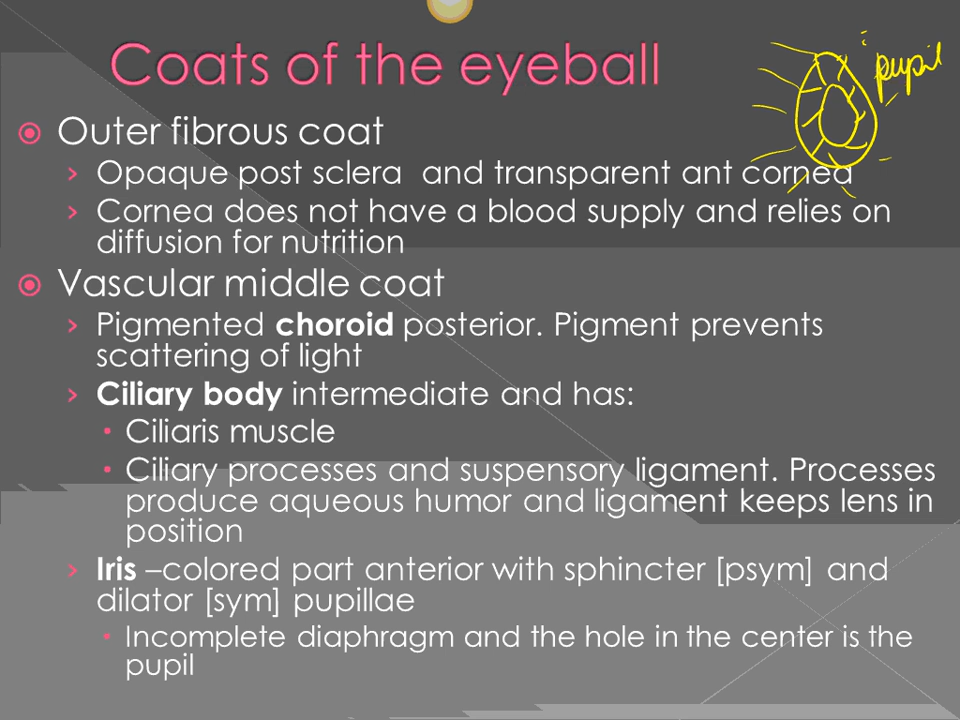 Coats of the eyeball
pupil
Outer fibrous coat
Opaque post sclera and transparent ant cornea
Cornea does not have a blood supply and relies on
diffusion for nutrition
Vascular middle coat
Pigmented choroid posterior. Pigment prevents
scattering of light
Ciliary body intermediate and has:
Ciliaris muscle
Ciliary processes and suspensory ligament. Processes
produce aqueous humor and ligament keeps lens in
position
Iris –colored part anterior with sphincter [psym] and
dilator [sym] pupillae
Incomplete diaphragm and the hole in the center is the
pupil